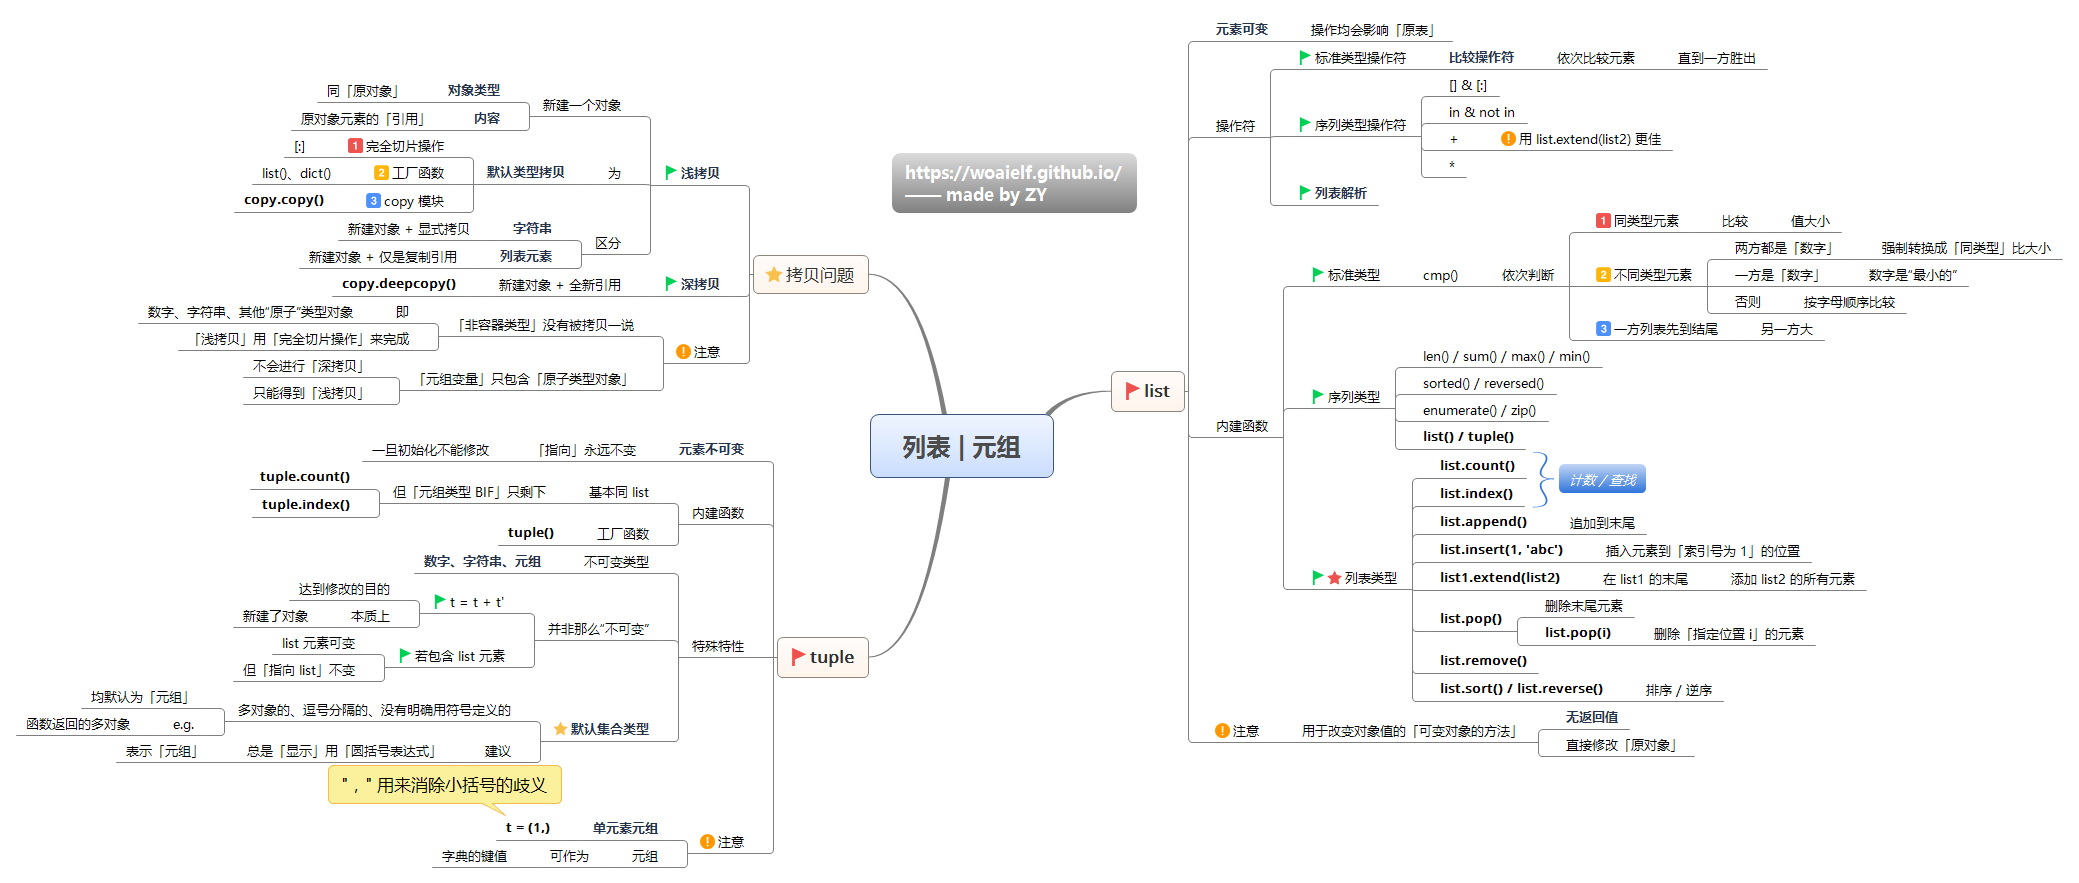 列表 | 元组
https://woaielf.github.io/
—— made by ZY
list
元素可变
操作均会影响「原表」
操作符
标准类型操作符
比较操作符
依次比较元素
直到一方胜出
序列类型操作符
[] & [:]
in & not in
+
用 list.extend(list2) 更佳
*
列表解析
内建函数
标准类型
cmp()
依次判断
1 同类型元素
比较
值大小
2 不同类型元素
两方都是「数字」
强制转换成「同类型」比大小
一方是「数字」
数字是“最小的”
否则
按字母顺序比较
3 一方列表先到结尾
另一方大
序列类型
len() / sum() / max() / min()
sorted() / reversed()
enumerate() / zip()
list() / tuple()
列表类型
list.count()
list.index()
计数 / 查找
list.append()
追加到末尾
list.insert(1, 'abc')
插入元素到「索引号为 1」的位置
list1.extend(list2)
在 list1 的末尾
添加 list2 的所有元素
list.pop()
删除末尾元素
list.pop(i)
删除「指定位置 i」的元素
list.remove()
list.sort() / list.reverse()
排序 / 逆序
注意
用于改变对象值的「可变对象的方法」
无返回值
直接修改「原对象」
拷贝问题
浅拷贝
新建一个对象
对象类型
同「原对象」
内容
原对象元素的「引用」
为
默认类型拷贝
1 完全切片操作
[:]
2 工厂函数
list()、dict()
3 copy 模块
copy.copy()
区分
字符串
新建对象 + 显式拷贝
列表元素
新建对象 + 仅是复制引用
深拷贝
新建对象 + 全新引用
copy.deepcopy()
注意
「非容器类型」没有被拷贝一说
即
数字、字符串、其他“原子”类型对象
「浅拷贝」用「完全切片操作」来完成
「元组变量」只包含「原子类型对象」
不会进行「深拷贝」
只能得到「浅拷贝」
tuple
元素不可变
「指向」永远不变
一旦初始化不能修改
内建函数
基本同 list
但「元组类型 BIF」只剩下
tuple.count()
tuple.index()
工厂函数
tuple()
特殊特性
不可变类型
数字、字符串、元组
并非那么“不可变”
t = t + t'
达到修改的目的
本质上
新建了对象
若包含 list 元素
list 元素可变
但「指向 list」不变
默认集合类型
多对象的、逗号分隔的、没有明确用符号定义的
均默认为「元组」
e.g.
函数返回的多对象
建议
总是「显示」用「圆括号表达式」
表示「元组」
注意
单元素元组
t = (1,)
" , " 用来消除小括号的歧义
元组
可作为
字典的键值